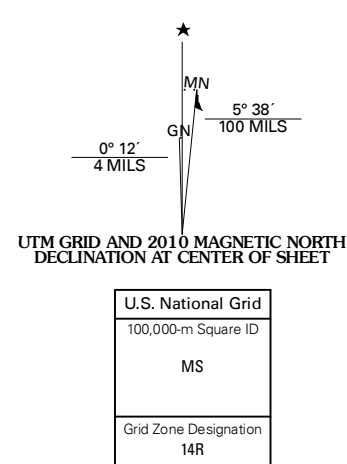 MN
5° 38´
100 MILS
GN
0° 12´
4 MILS
UTM GRID AND 2010 MAGNETIC NORTH
DECLINATION AT CENTER OF SHEET
U.S. National Grid
100,000-m Square ID
MS
Grid Zone Designation
14R